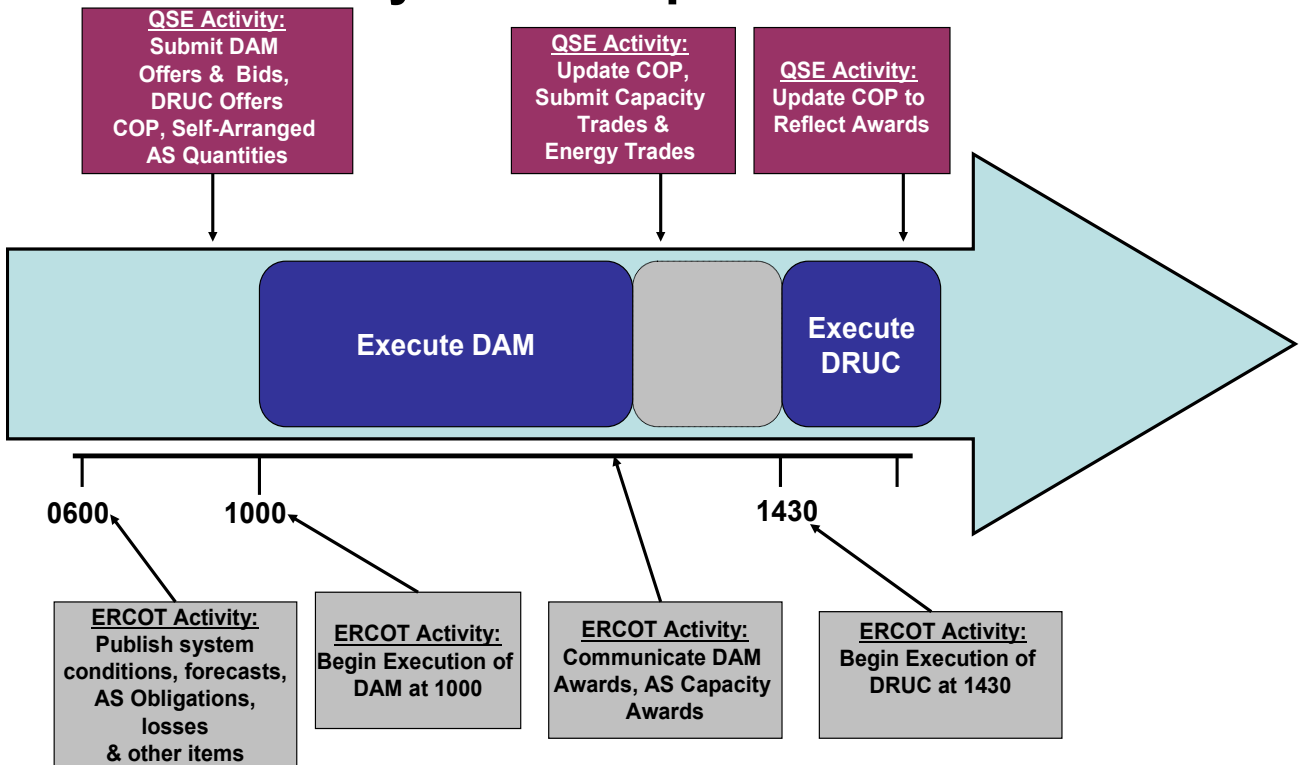 QSE Activity:
Submit DAM
Offers & Bids,
DRUC Offers
COP, Self-Arranged
AS Quantities
QSE Activity:
Update COP,
Submit Capacity
Trades &
Energy Trades
QSE Activity:
Update COP to
Reflect Awards
Execute DAM
Execute
DRUC
0600
1000
1430
ERCOT Activity:
Publish system
conditions, forecasts,
AS Obligations,
losses
& other items
ERCOT Activity:
Begin Execution of
DAM at 1000
ERCOT Activity:
Communicate DAM
Awards, AS Capacity
Awards
ERCOT Activity:
Begin Execution of
DRUC at 1430